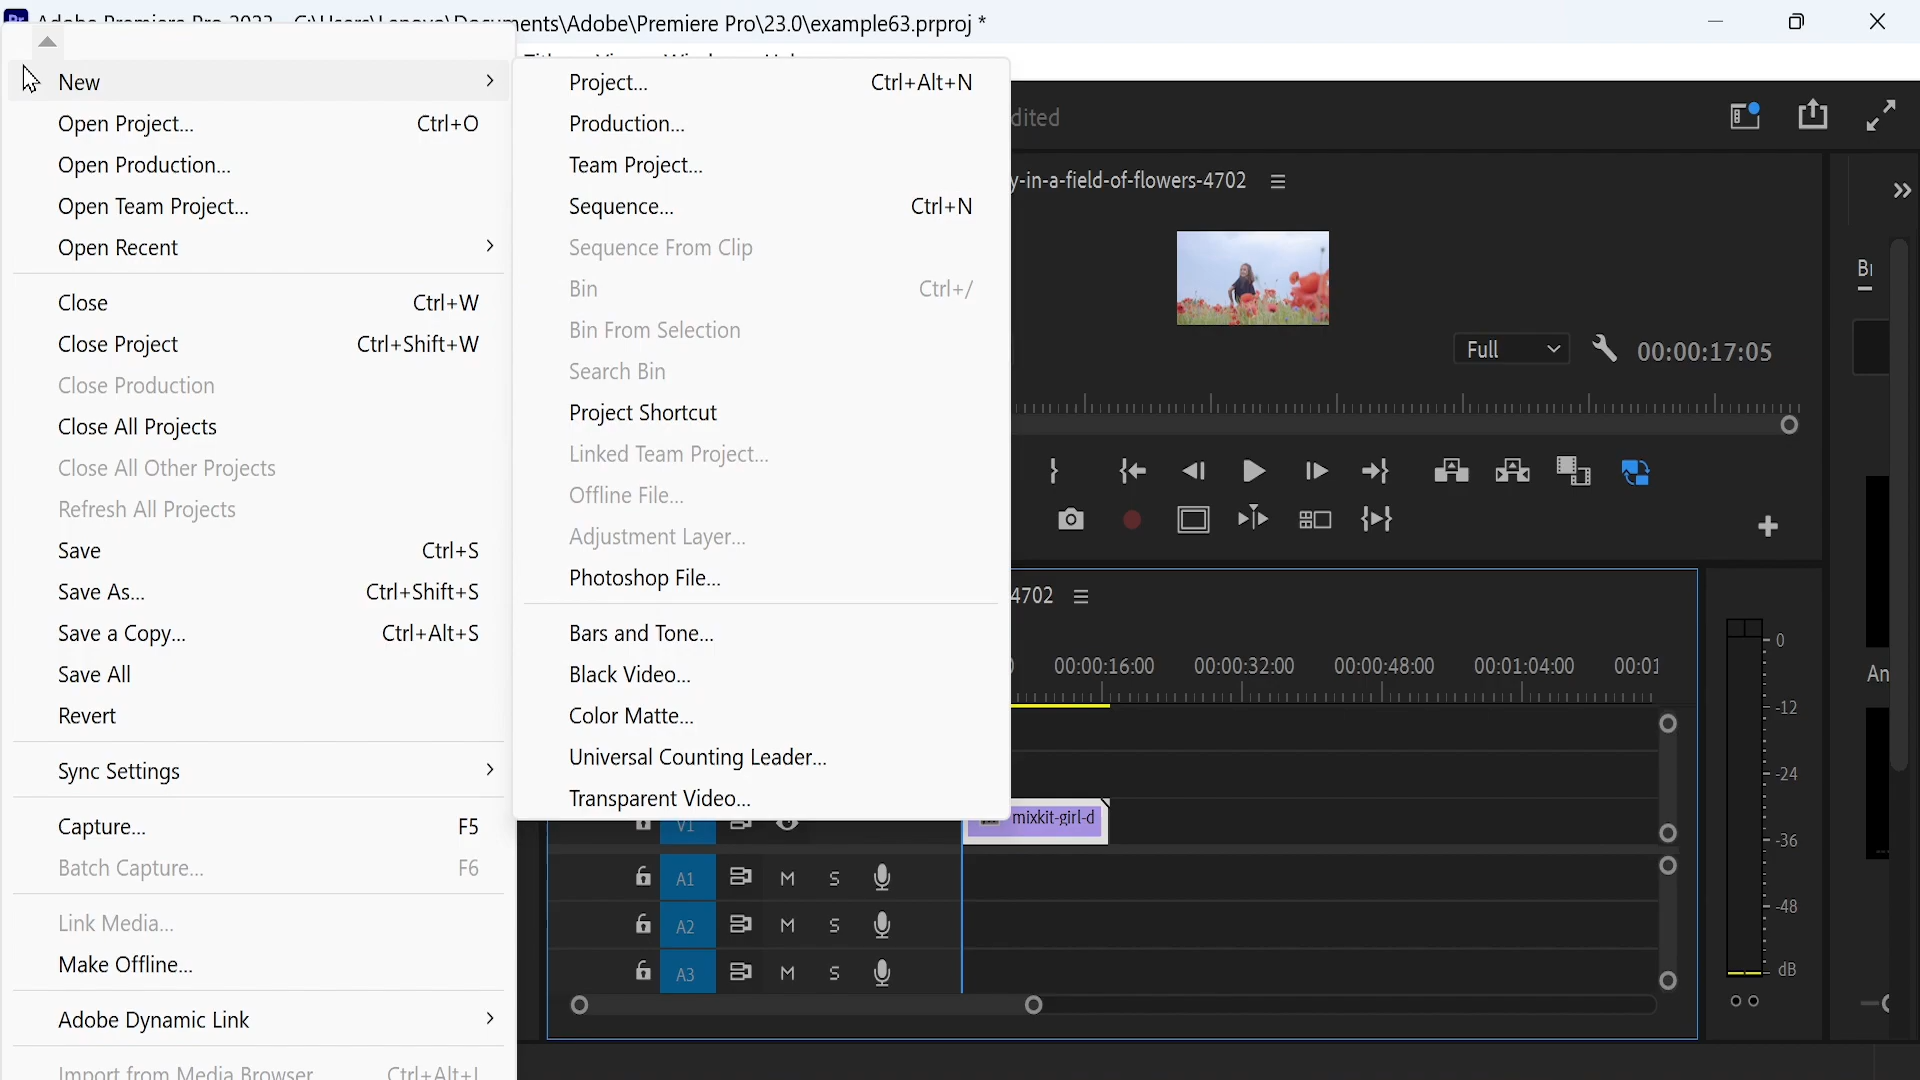 Pr Adobe Premiere Pro 2023 - C:\Users\Lenovo\Documents\Adobe\Premiere Pro\23.0\example63.prproj *
New
Open Project... Ctrl+O
Open Production...
Open Team Project...
Open Recent
Close Ctrl+W
Close Project Ctrl+Shift+W
Close Production
Close All Projects
Close All Other Projects
Refresh All Projects
Save Ctrl+S
Save As... Ctrl+Shift+S
Save a Copy... Ctrl+Alt+S
Save All
Revert
Sync Settings
Capture... F5
Batch Capture... F6
Link Media...
Make Offline...
Adobe Dynamic Link
Import from Media Browser Ctrl+Alt+I
Project... Ctrl+Alt+N
Production...
Team Project...
Sequence... Ctrl+N
Sequence From Clip
Bin Ctrl+/
Bin From Selection
Search Bin
Project Shortcut
Linked Team Project...
Offline File...
Adjustment Layer...
Photoshop File...
Bars and Tone...
Black Video...
Color Matte...
Universal Counting Leader...
Transparent Video...
dited
y-in-a-field-of-flowers-4702
Full 00:00:17:05
4702
00:00:16:00 00:00:32:00 00:00:48:00 00:01:04:00 00:01
V1 mixkit-girl-d
A1 M S
A2 M S
A3 M S
0
-12
-24
-36
-48
dB
An